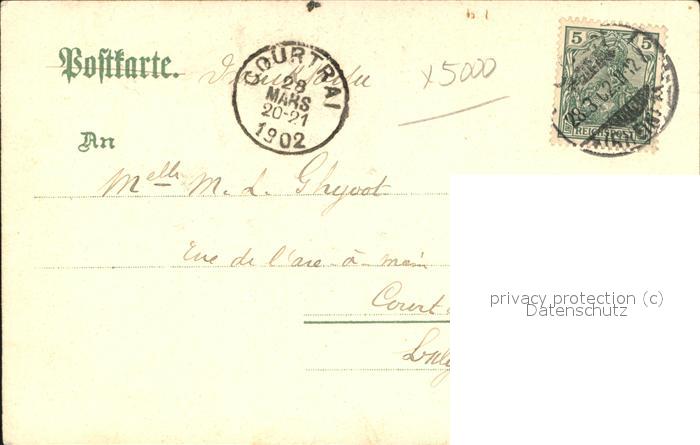 Postkarte.
x5000
COURTRAI
28
MARS
20-21
1902
5 5
REICHSPOST
An
Melle M. L. Ghyoot
Rue de l'arc - à - main
Court
privacy protection (c)
Datenschutz